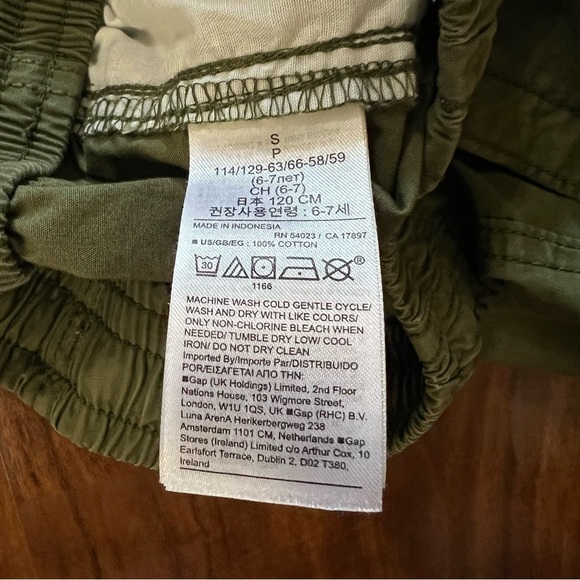 S
P
114/129-63/66-58/59
(6-7лет)
CH (6-7)
日本 120 CM
권장사용연령 : 6-7세
MADE IN INDONESIA
RN 54023 / CA 17897
■ US/GB/EG : 100% COTTON
30 ®
1166
MACHINE WASH COLD GENTLE CYCLE/
WASH AND DRY WITH LIKE COLORS/
ONLY NON-CHLORINE BLEACH WHEN
NEEDED/ TUMBLE DRY LOW/ COOL
IRON/ DO NOT DRY CLEAN
Imported By/Importe Par/DISTRIBUIDO
POR/ΕΙΣΑΓΕΤΑΙ ΑΠΟ ΤΗΝ:
■Gap (UK Holdings) Limited, 2nd Floor
Nations House, 103 Wigmore Street,
London, W1U 1QS, UK ■Gap (RHC) B.V.
Luna ArenA Herikerbergweg 238
Amsterdam 1101 CM, Netherlands ■Gap
Stores (Ireland) Limited c/o Arthur Cox, 10
Earlsfort Terrace, Dublin 2, D02 T380,
Ireland